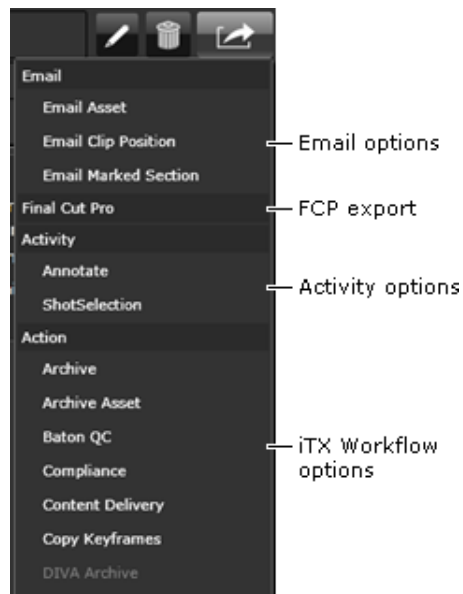 Email
Email Asset
Email Clip Position
Email options
Email Marked Section
Final Cut Pro
FCP export
Activity
Annotate
Activity options
ShotSelection
Action
Archive
Archive Asset
Baton QC
iTX Workflow
options
Compliance
Content Delivery
Copy Keyframes
DIVA Archive